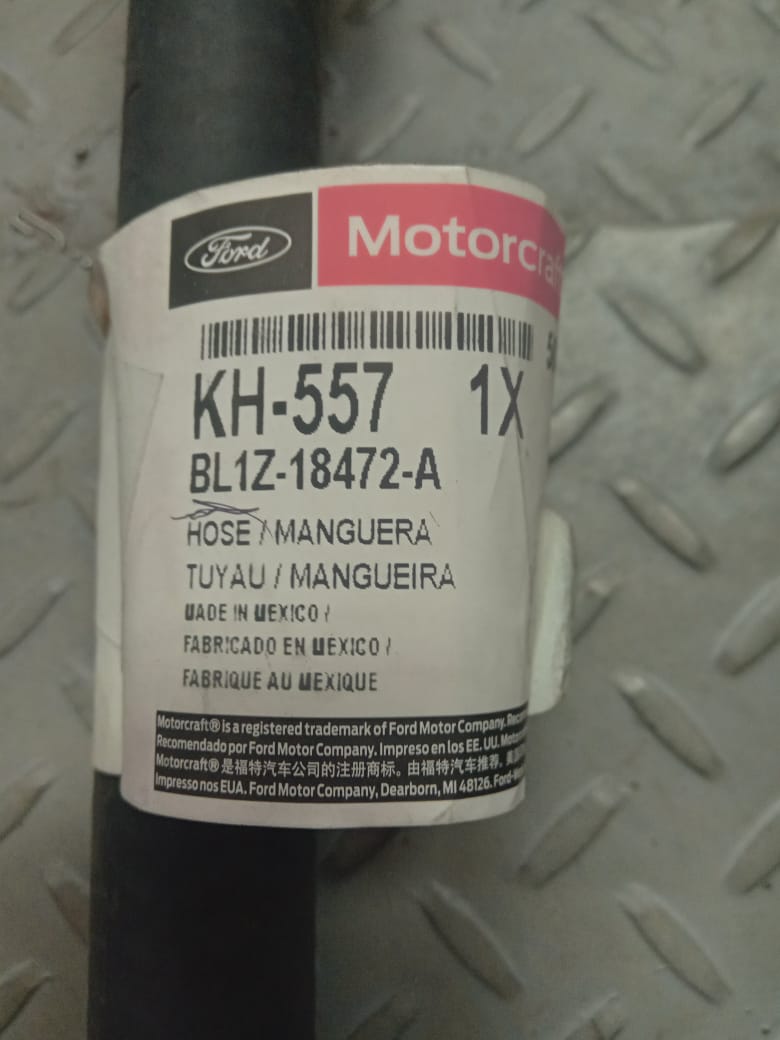 Ford Motorcraft
KH-557 1X
BL1Z-18472-A
HOSE / MANGUERA
TUYAU / MANGUEIRA
MADE IN MEXICO /
FABRICADO EN MÉXICO /
FABRIQUÉ AU MEXIQUE
Motorcraft® is a registered trademark of Ford Motor Company.
Recomendado por Ford Motor Company. Impreso en los EE. UU.
Motorcraft® 是福特汽车公司的注册商标。由福特汽车推荐。
Impresso nos EUA. Ford Motor Company, Dearborn, MI 48126.